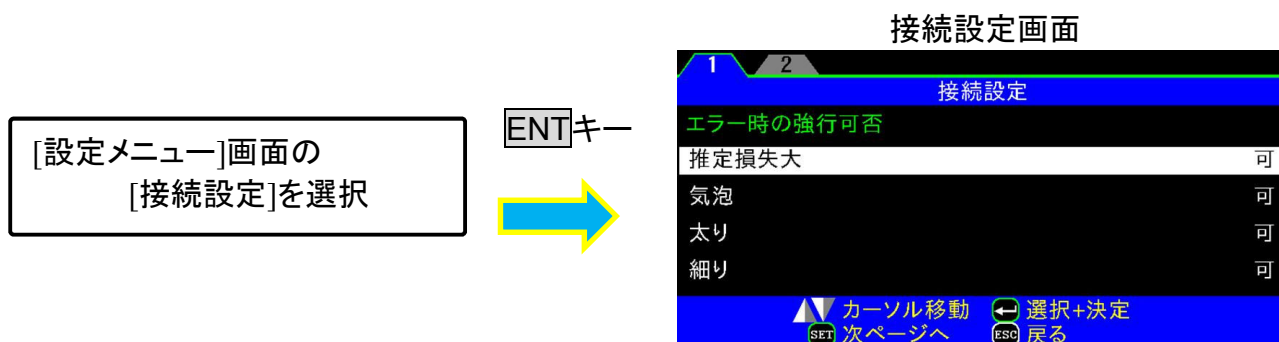 [設定メニュー]画面の
[接続設定]を選択
ENTキー
接続設定画面
1 2
接続設定
エラー時の強行可否
推定損失大 可
気泡 可
太り 可
細り 可
カーソル移動 選択+決定
SET 次ページへ ESC 戻る